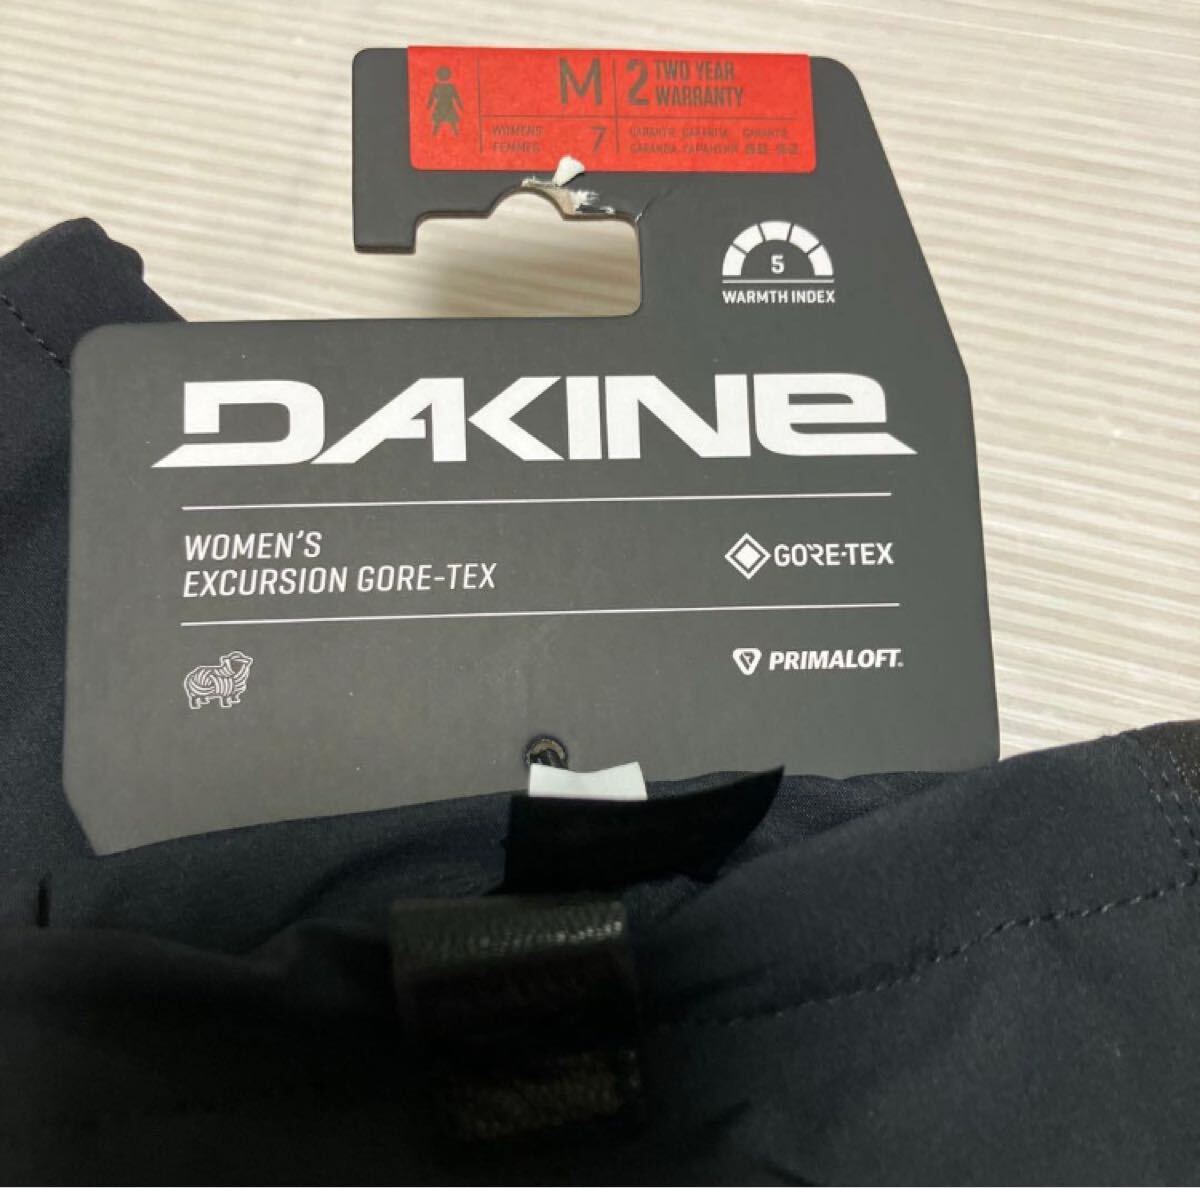 M
WOMENS
FEMMES
7
2 TWO YEAR
WARRANTY
5
WARMTH INDEX
DAKINE
WOMEN'S
EXCURSION GORE-TEX
GORE-TEX
PRIMALOFT